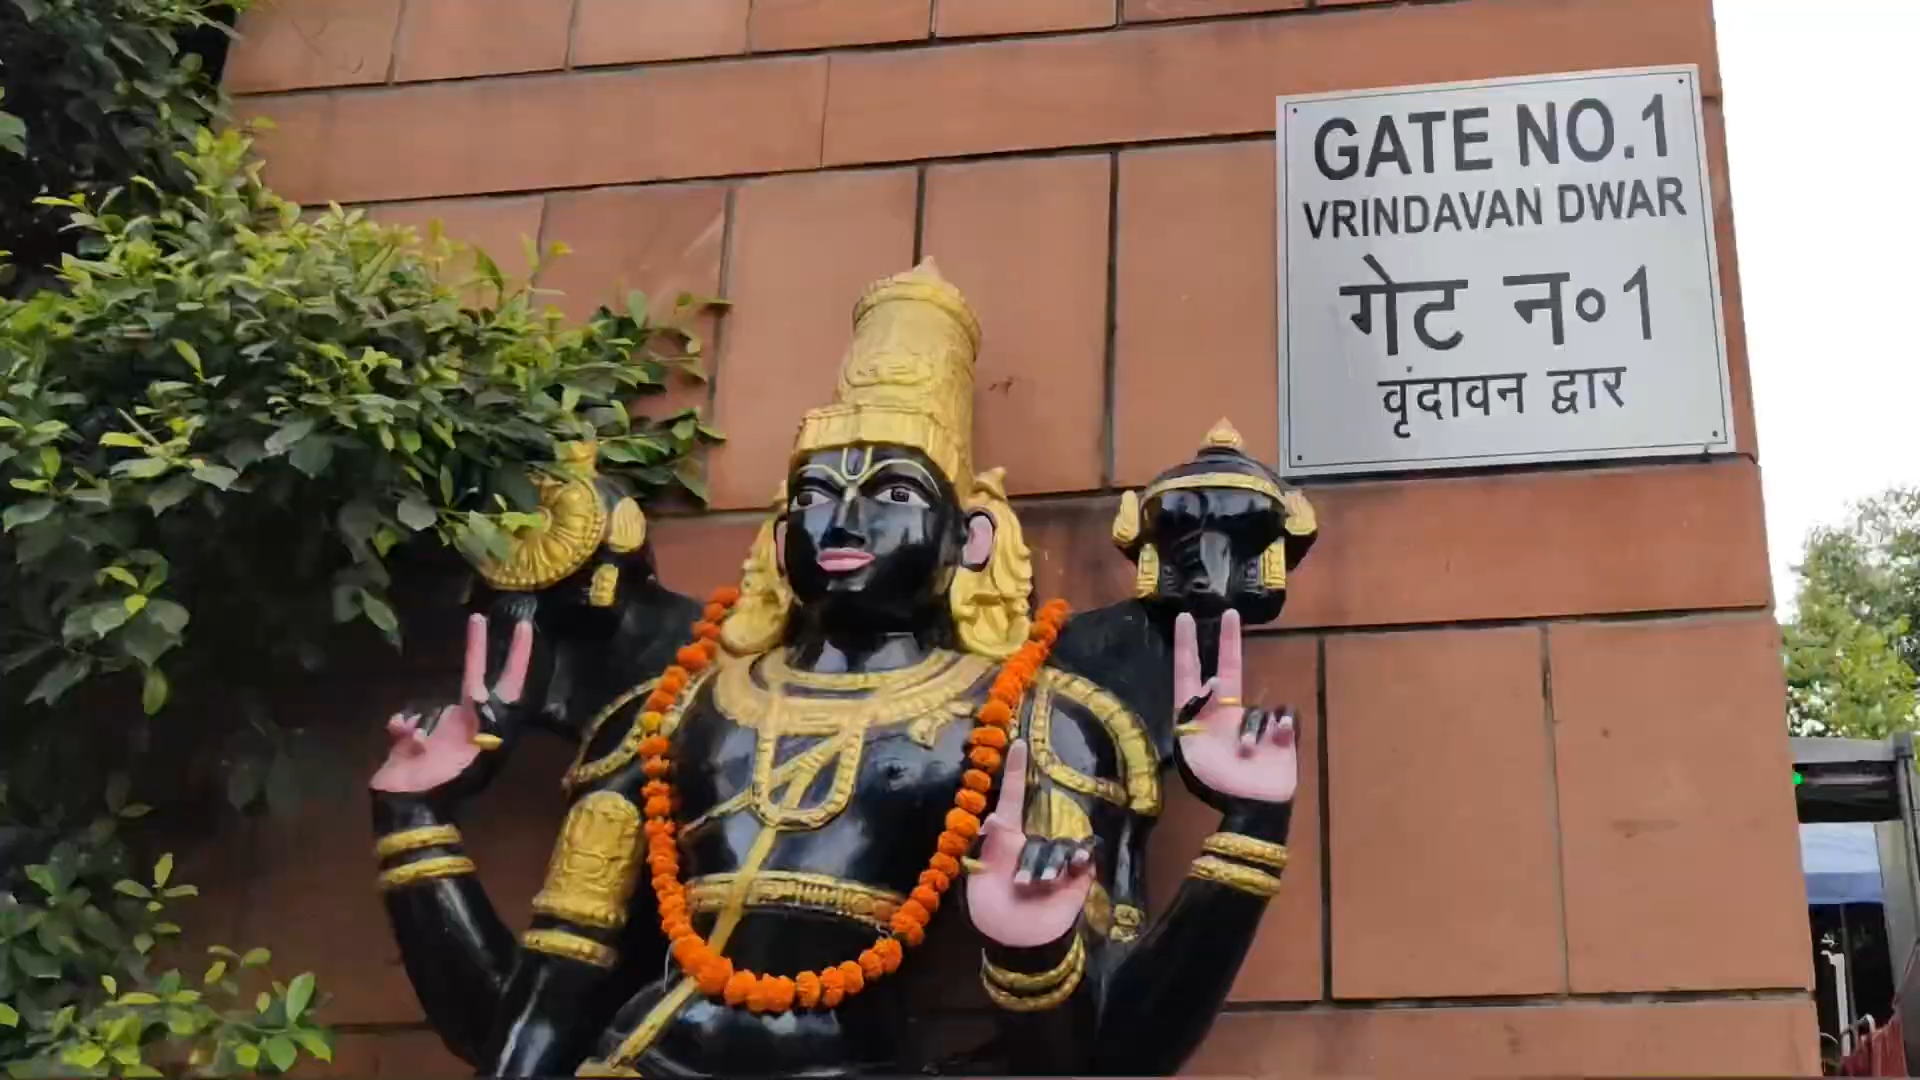 GATE NO.1
VRINDAVAN DWAR
गेट न०1
वृंदावन द्वार